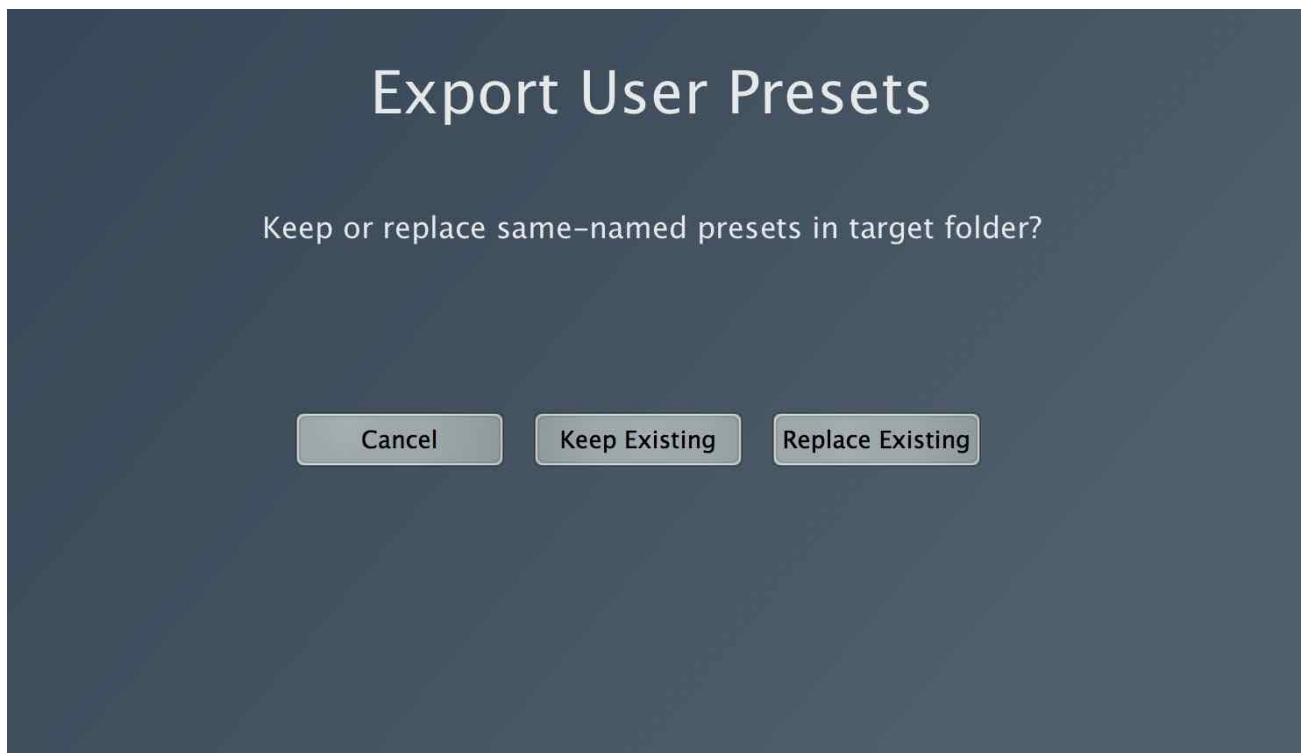 Export User Presets
Keep or replace same-named presets in target folder?
Cancel Keep Existing Replace Existing